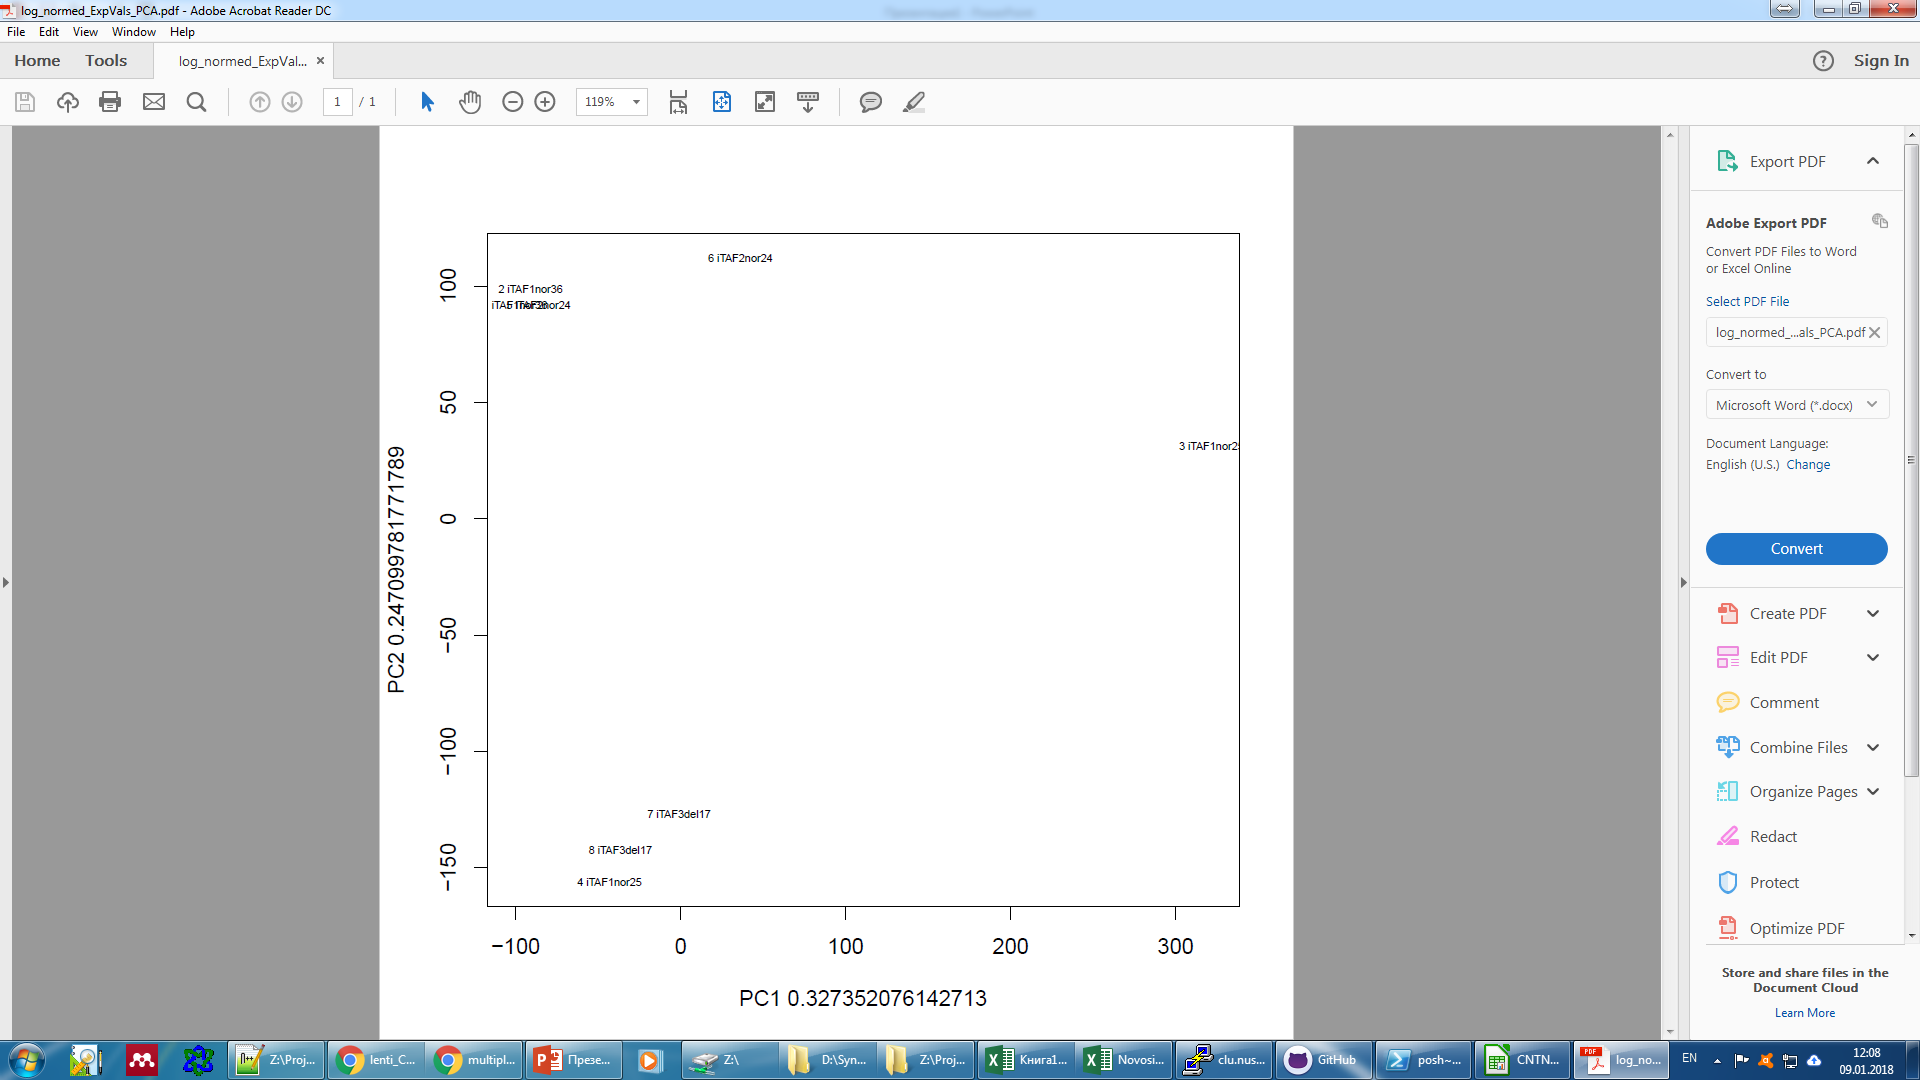 log_normed_ExpVals_PCA.pdf - Adobe Acrobat Reader DC
File Edit View Window Help
Home Tools log_normed_ExpVal... × Sign In
1 / 1 119%
6 iTAF2nor24
2 iTAF1nor36
3 iTAF1nor25
7 iTAF3del17
8 iTAF3del17
4 iTAF1nor25
100
50
0
−50
−100
−150
PC2 0.247099781771789
−100 0 100 200 300
PC1 0.327352076142713
Export PDF
Adobe Export PDF
Convert PDF Files to Word
or Excel Online
Select PDF File
log_normed_...als_PCA.pdf
Convert to
Microsoft Word (*.docx)
Document Language:
English (U.S.) Change
Convert
Create PDF
Edit PDF
Comment
Combine Files
Organize Pages
Redact
Protect
Optimize PDF
Store and share files in the
Document Cloud
Learn More
Z:\Proj... lenti_C... multipl... Презе... Z:\ D:\Syn... Z:\Proj... Книга1... Novosi... clu.nus... GitHub posh~... CNTN... log_no... EN 12:08
09.01.2018